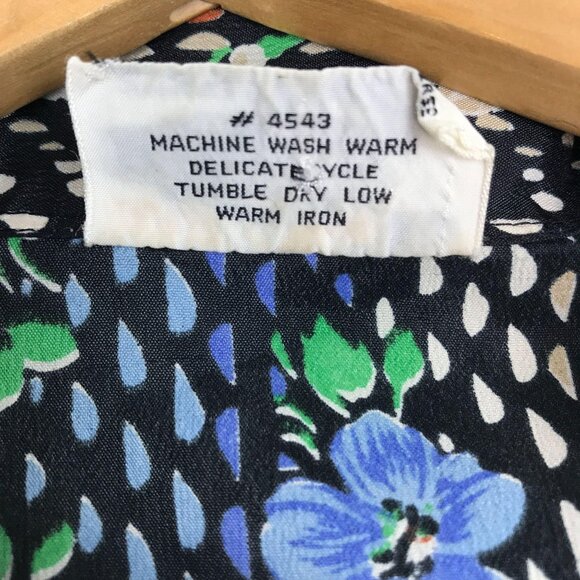 # 4543
MACHINE WASH WARM
DELICATE CYCLE
TUMBLE DRY LOW
WARM IRON